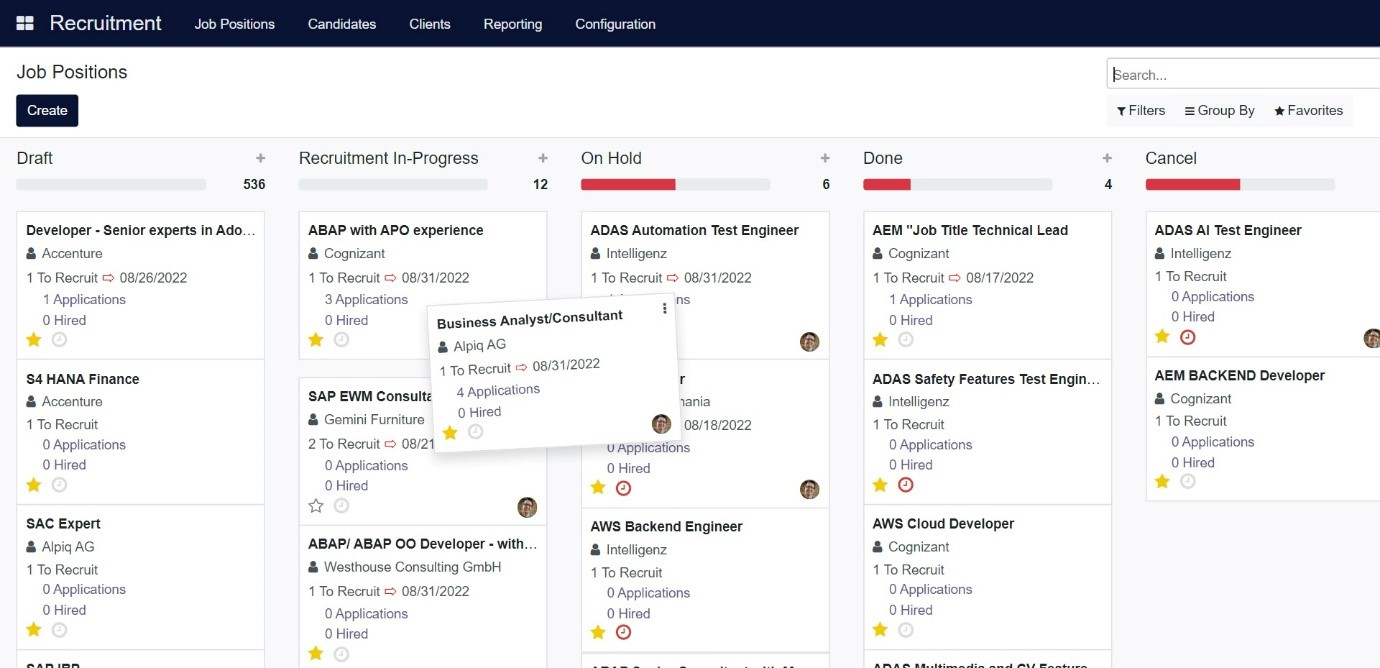 Recruitment Job Positions Candidates Clients Reporting Configuration
Job Positions
Search...
Create
Filters Group By Favorites
Draft +
536
Developer - Senior experts in Ado...
Accenture
1 To Recruit 08/26/2022
1 Applications
0 Hired
S4 HANA Finance
Accenture
1 To Recruit
0 Applications
0 Hired
SAC Expert
Alpiq AG
1 To Recruit
0 Applications
0 Hired
SAP IBP
Recruitment In-Progress +
12
ABAP with APO experience
Cognizant
1 To Recruit 08/31/2022
3 Applications
0 Hired
SAP EWM Consulta
Gemini Furniture
2 To Recruit 08/21
0 Applications
0 Hired
ABAP/ ABAP OO Developer - with...
Westhouse Consulting GmbH
1 To Recruit 08/31/2022
0 Applications
0 Hired
Business Analyst/Consultant
Alpiq AG
1 To Recruit 08/31/2022
4 Applications
0 Hired
On Hold +
6
ADAS Automation Test Engineer
Intelligenz
1 To Recruit 08/31/2022
ns
r
nania
08/18/2022
0 Applications
0 Hired
AWS Backend Engineer
Intelligenz
1 To Recruit
0 Applications
0 Hired
Done +
4
AEM "Job Title Technical Lead
Cognizant
1 To Recruit 08/17/2022
1 Applications
0 Hired
ADAS Safety Features Test Engin...
Intelligenz
1 To Recruit
0 Applications
0 Hired
AWS Cloud Developer
Cognizant
1 To Recruit
0 Applications
0 Hired
ADAS Multimedia and CV Feature
Cancel
ADAS AI Test Engineer
Intelligenz
1 To Recruit
0 Applications
0 Hired
AEM BACKEND Developer
Cognizant
1 To Recruit
0 Applications
0 Hired